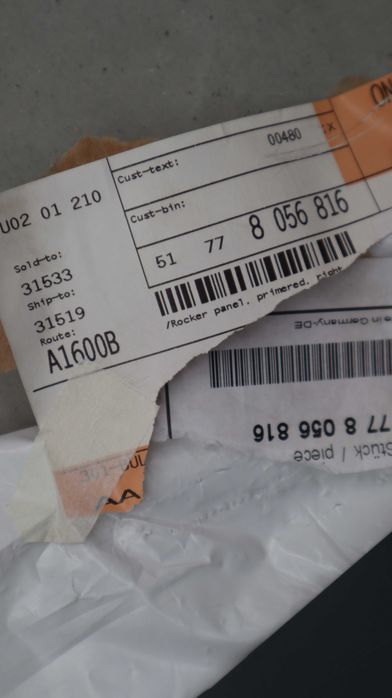 U02 01 210
Cust-text:
00480
Cust-bin:
51 77 8 056 816
Sold-to:
31533
Ship-to:
31519
Route:
A1600B
/Rocker panel. primered. right
in Germany-DE
77 8 056 816
Stück / piece
AA